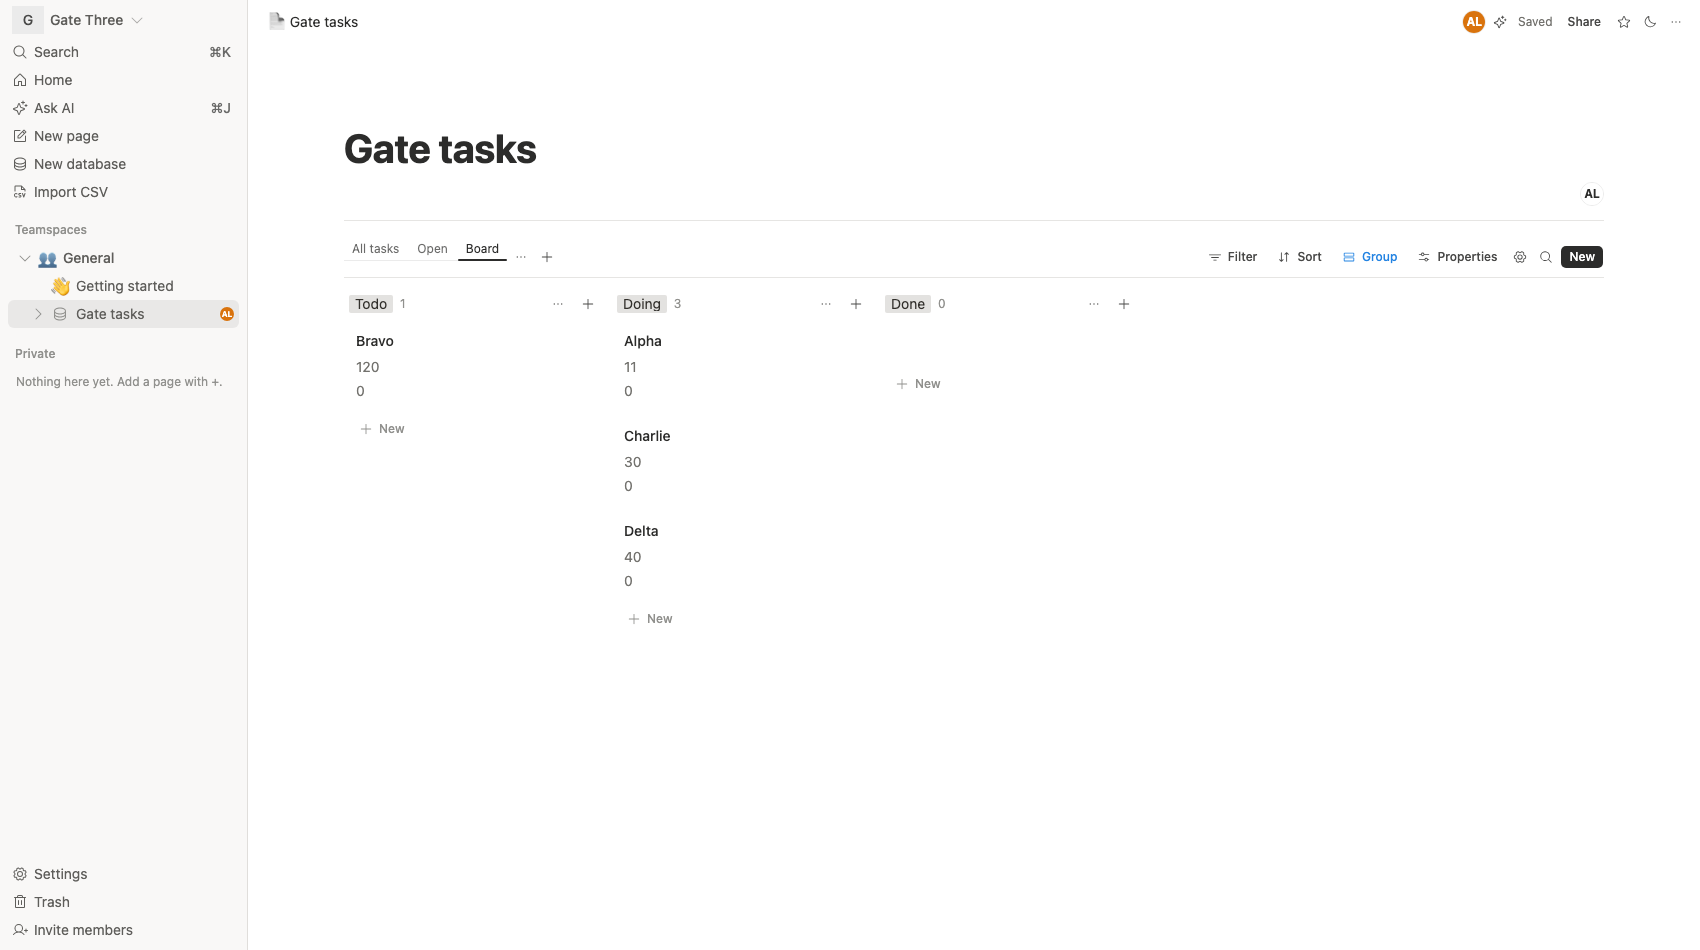 G Gate Three
Search ⌘K
Home
Ask AI ⌘J
New page
New database
CSV Import CSV
Teamspaces
General
Getting started
Gate tasks AL
Private
Nothing here yet. Add a page with +.
Settings
Trash
Invite members
Gate tasks
AL Saved Share
Gate tasks
AL
All tasks Open Board
Filter Sort Group Properties New
Todo 1
Bravo
120
0
New
Doing 3
Alpha
11
0
Charlie
30
0
Delta
40
0
New
Done 0
New